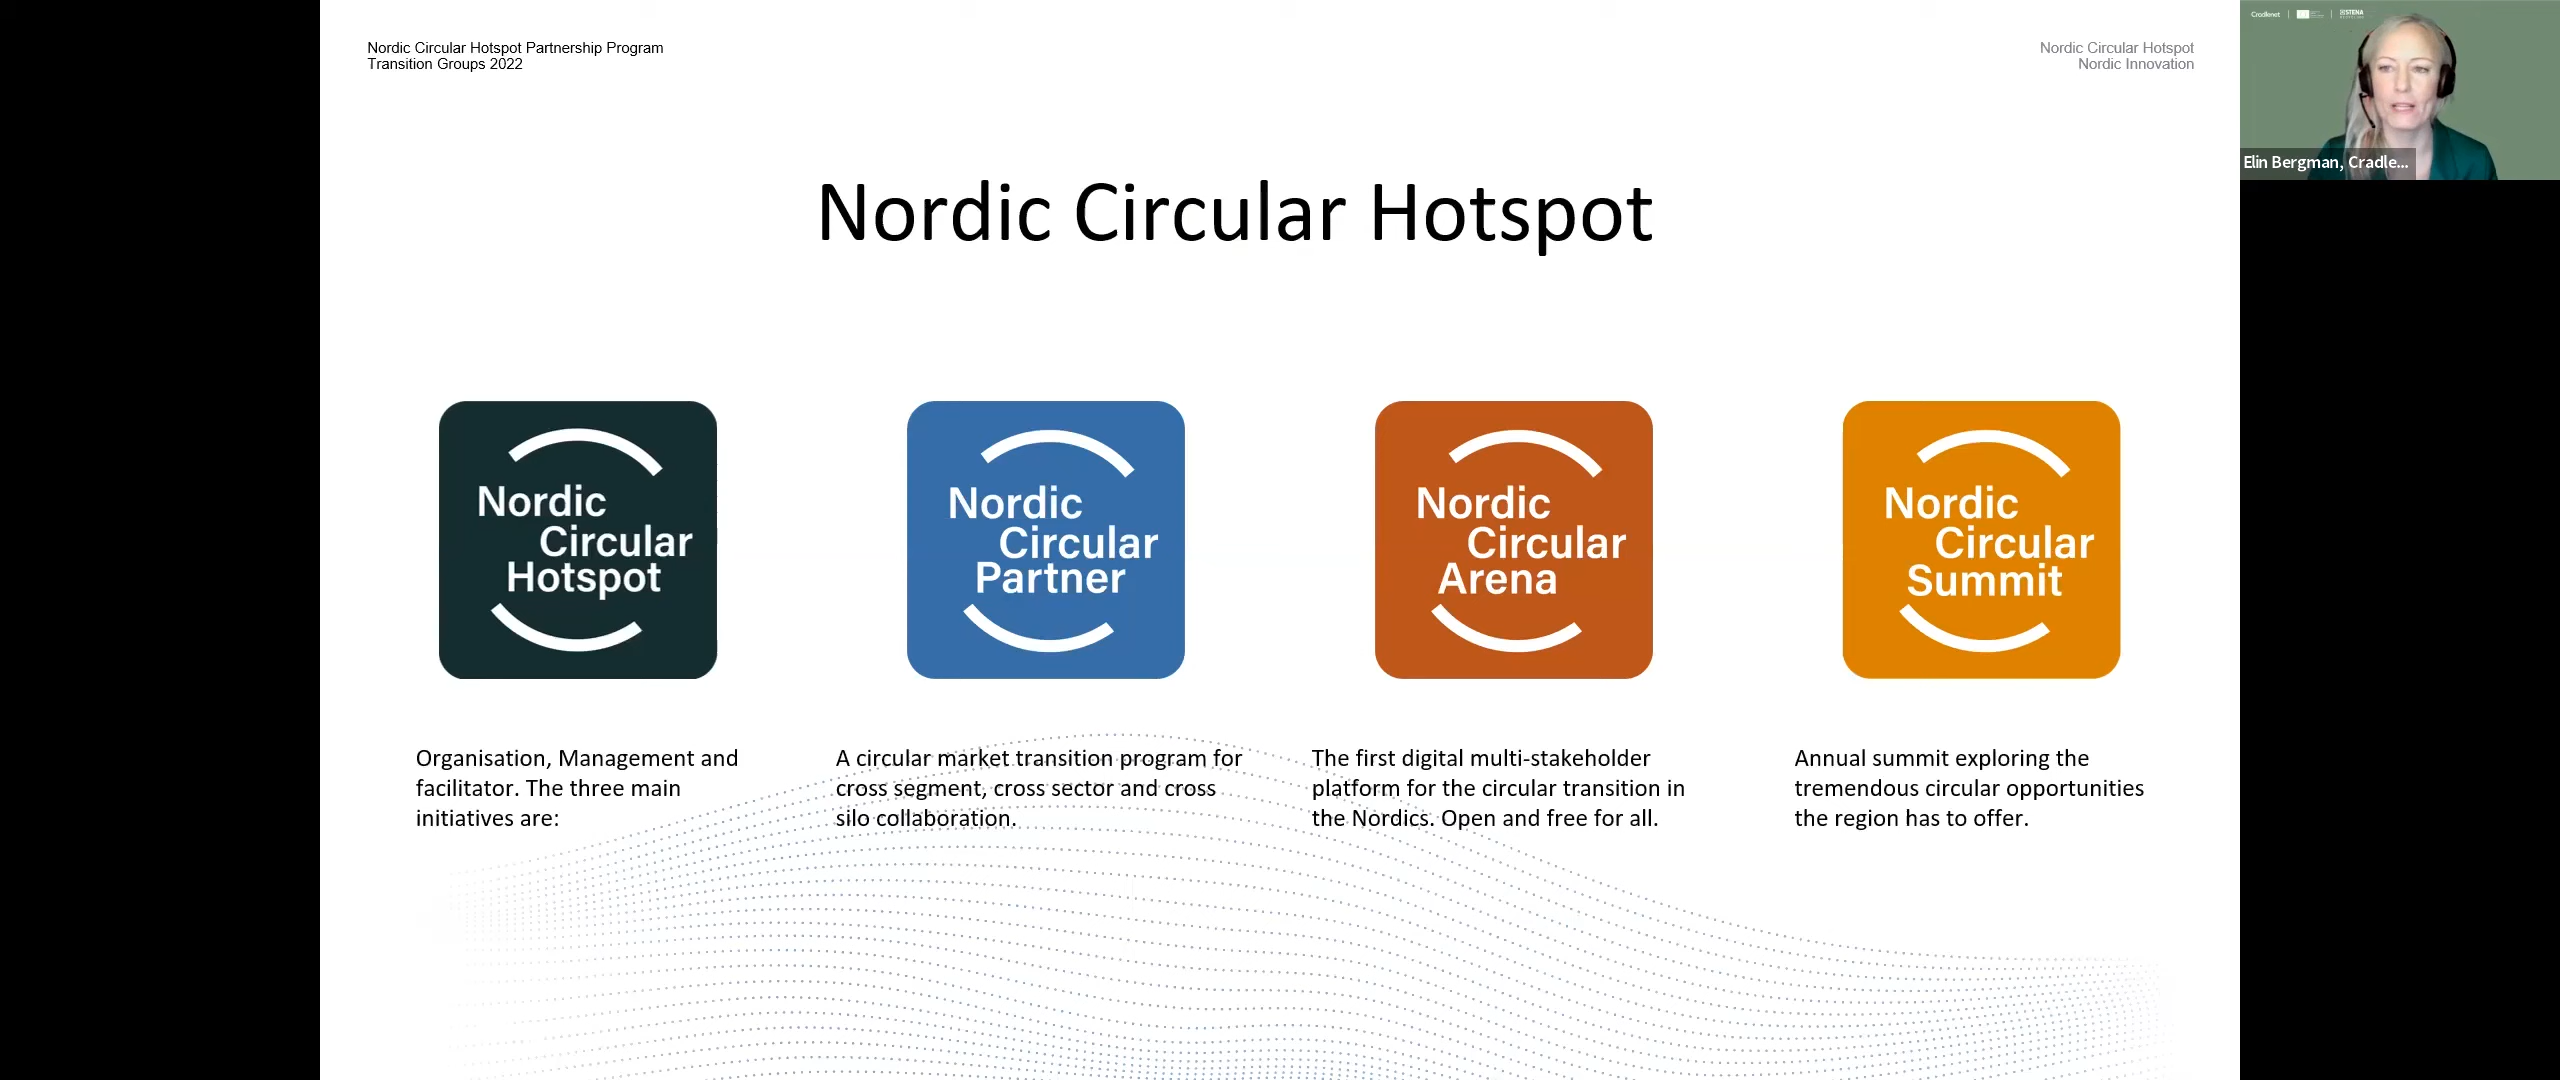 Nordic Circular Hotspot Partnership Program
Transition Groups 2022
Nordic Circular Hotspot
Nordic Innovation
Cradlenet
STENA
Elin Bergman, Cradle...
Nordic Circular Hotspot
Nordic
Circular
Hotspot
Nordic
Circular
Partner
Nordic
Circular
Arena
Nordic
Circular
Summit
Organisation, Management and
facilitator. The three main
initiatives are:
A circular market transition program for
cross segment, cross sector and cross
silo collaboration.
The first digital multi-stakeholder
platform for the circular transition in
the Nordics. Open and free for all.
Annual summit exploring the
tremendous circular opportunities
the region has to offer.